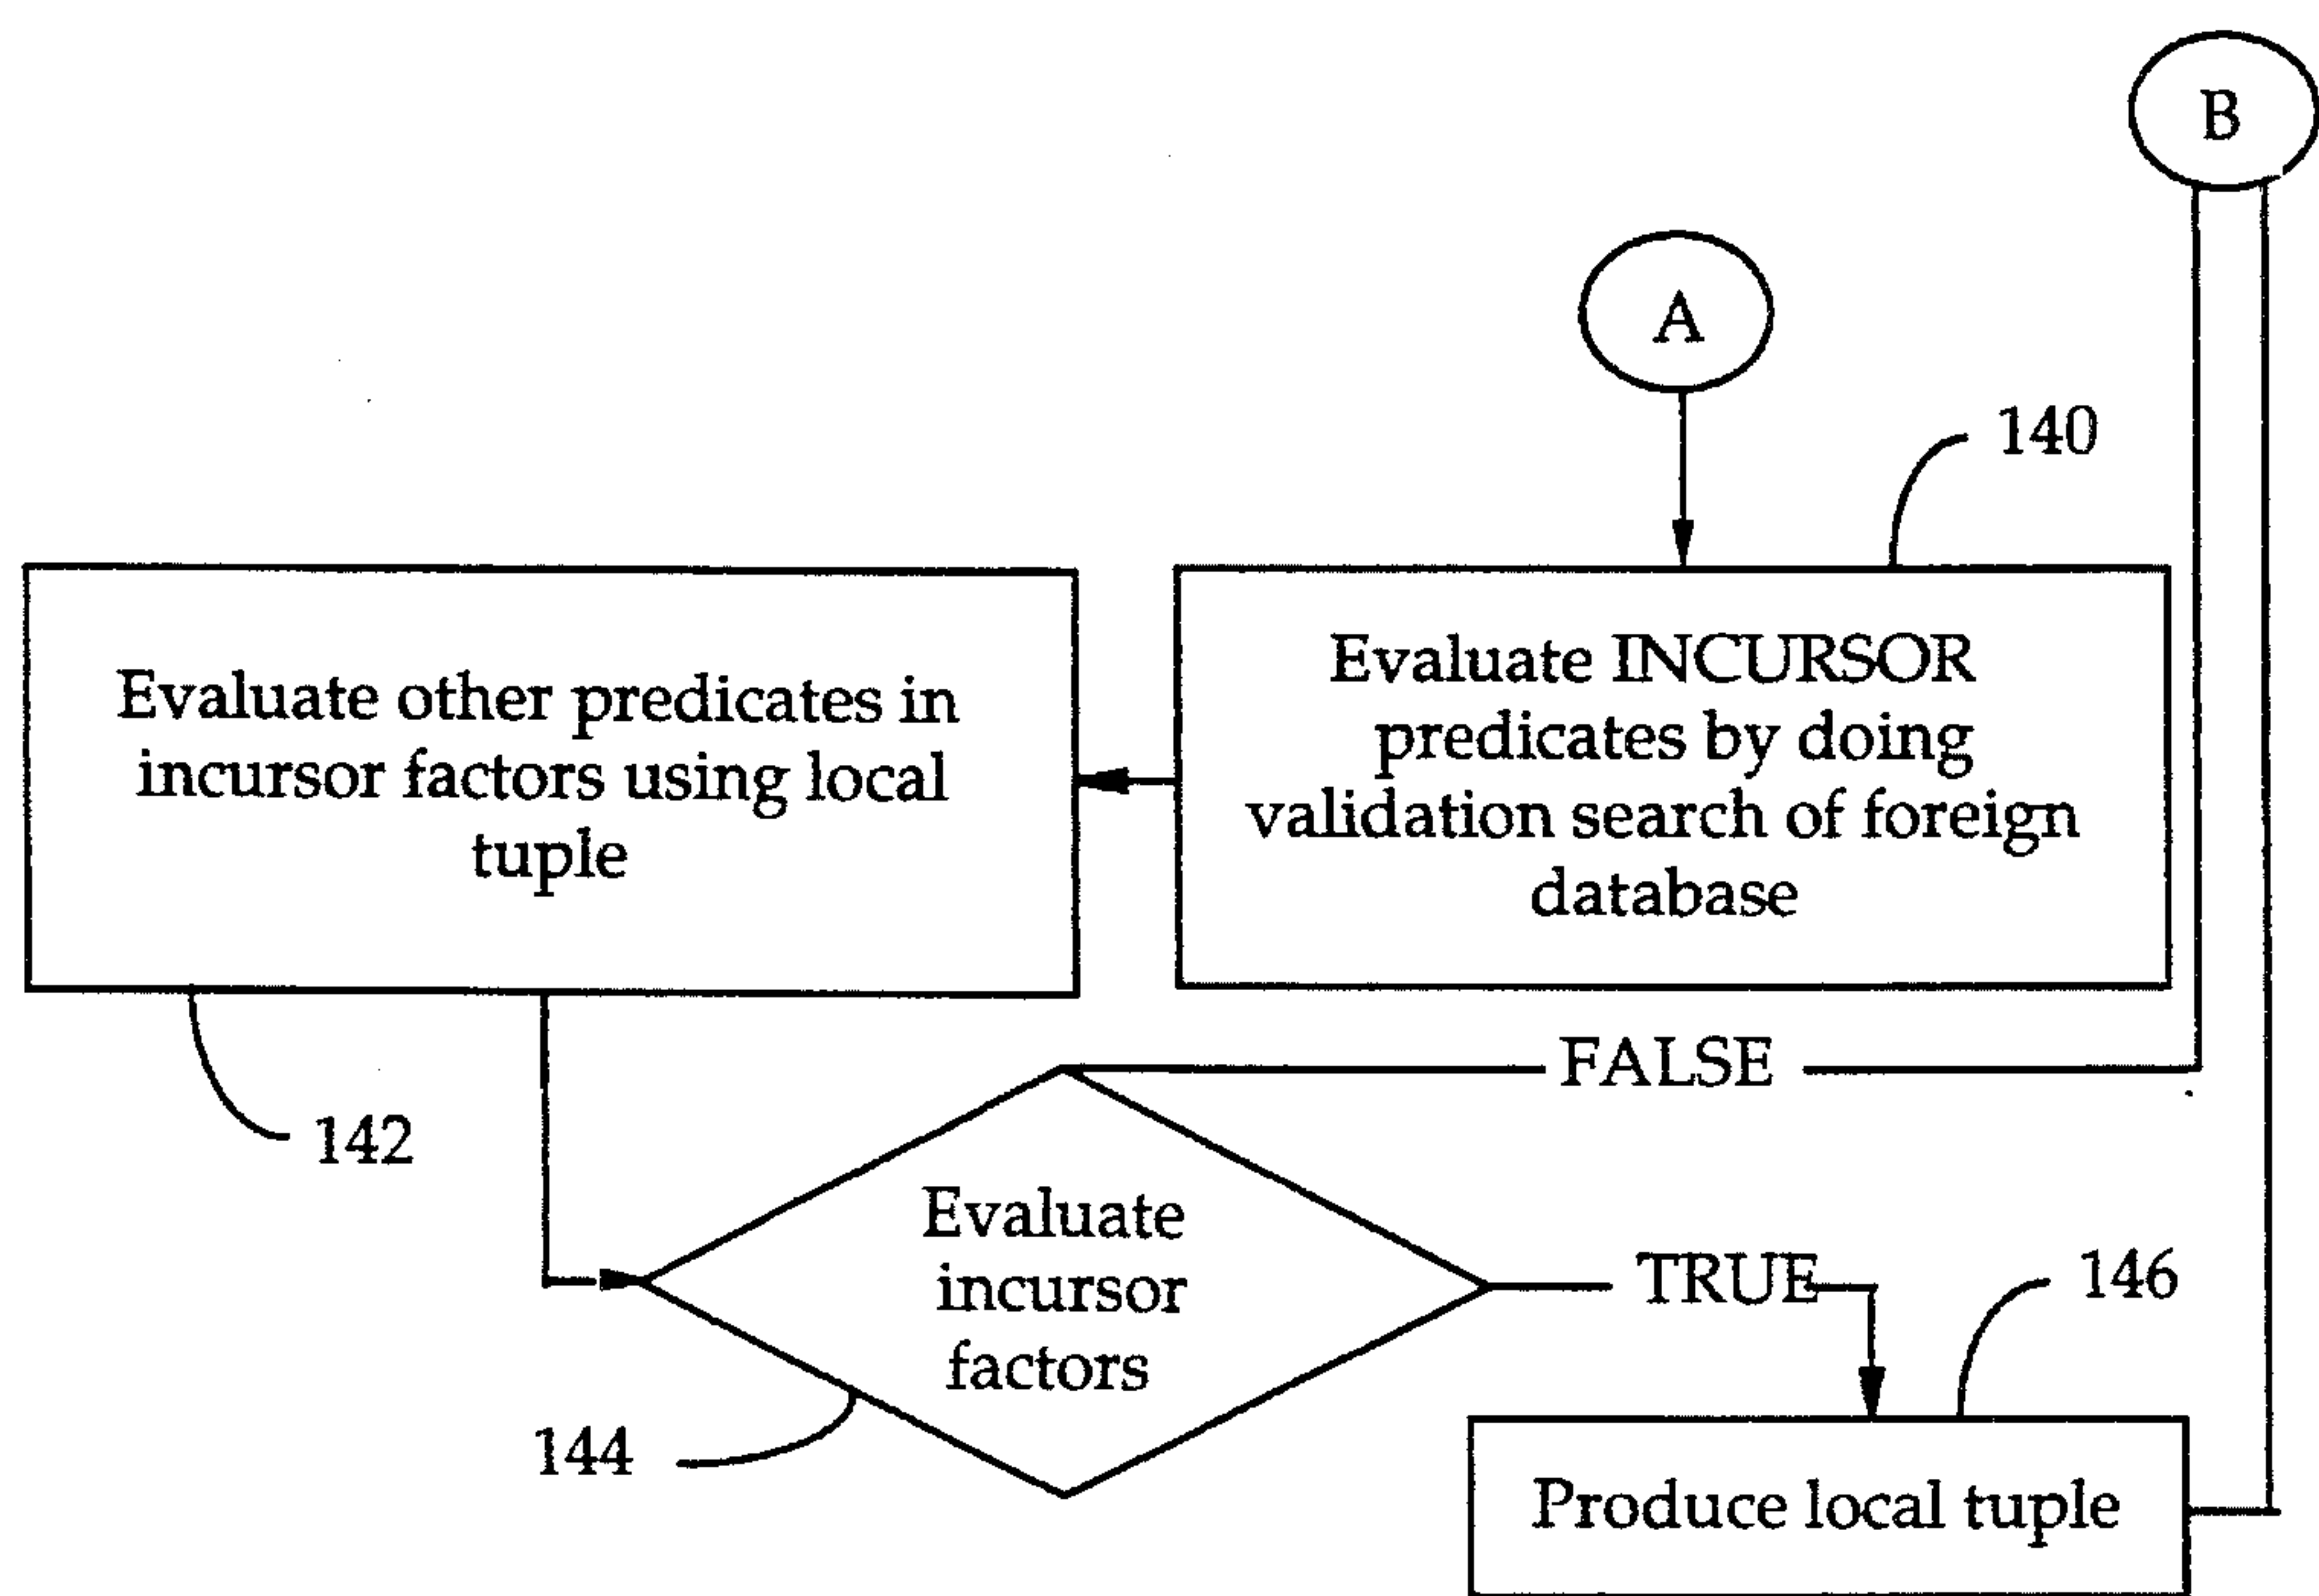 B
A
140
Evaluate INCURSOR
predicates by doing
validation search of foreign
database
Evaluate other predicates in
incursor factors using local
tuple
142
FALSE
Evaluate
incursor
factors
144
TRUE
146
Produce local tuple